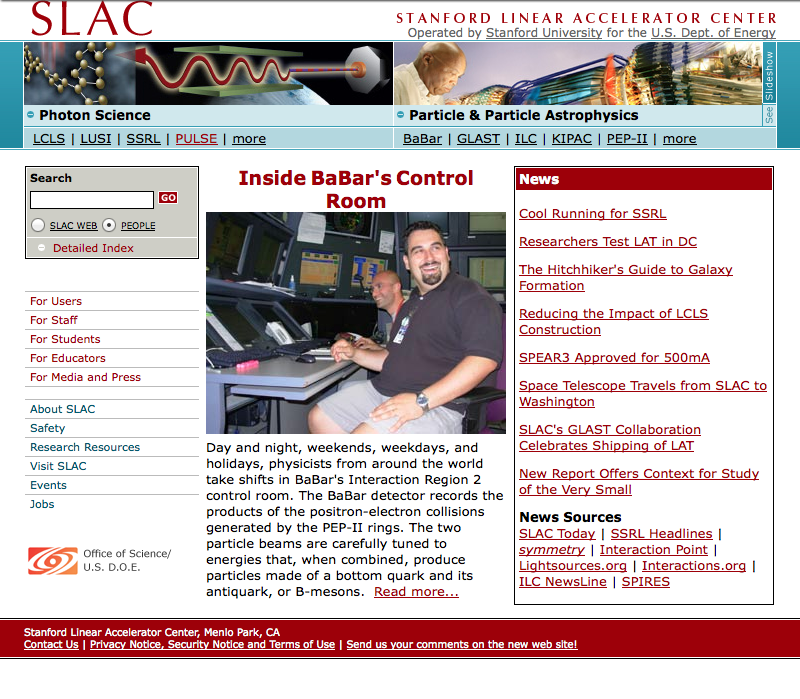 SLAC
STANFORD LINEAR ACCELERATOR CENTER
Operated by Stanford University for the U.S. Dept. of Energy
See Slideshow
Photon Science
LCLS | LUSI | SSRL | PULSE | more
Particle & Particle Astrophysics
BaBar | GLAST | ILC | KIPAC | PEP-II | more
Search
GO
SLAC WEB PEOPLE
Detailed Index
For Users
For Staff
For Students
For Educators
For Media and Press
About SLAC
Safety
Research Resources
Visit SLAC
Events
Jobs
Office of Science/
U.S. D.O.E.
Inside BaBar's Control
Room
Day and night, weekends, weekdays, and
holidays, physicists from around the world
take shifts in BaBar's Interaction Region 2
control room. The BaBar detector records the
products of the positron-electron collisions
generated by the PEP-II rings. The two
particle beams are carefully tuned to
energies that, when combined, produce
particles made of a bottom quark and its
antiquark, or B-mesons. Read more...
News
Cool Running for SSRL
Researchers Test LAT in DC
The Hitchhiker's Guide to Galaxy
Formation
Reducing the Impact of LCLS
Construction
SPEAR3 Approved for 500mA
Space Telescope Travels from SLAC to
Washington
SLAC's GLAST Collaboration
Celebrates Shipping of LAT
New Report Offers Context for Study
of the Very Small
News Sources
SLAC Today | SSRL Headlines |
symmetry | Interaction Point |
Lightsources.org | Interactions.org |
ILC NewsLine | SPIRES
Stanford Linear Accelerator Center, Menlo Park, CA
Contact Us | Privacy Notice, Security Notice and Terms of Use | Send us your comments on the new web site!